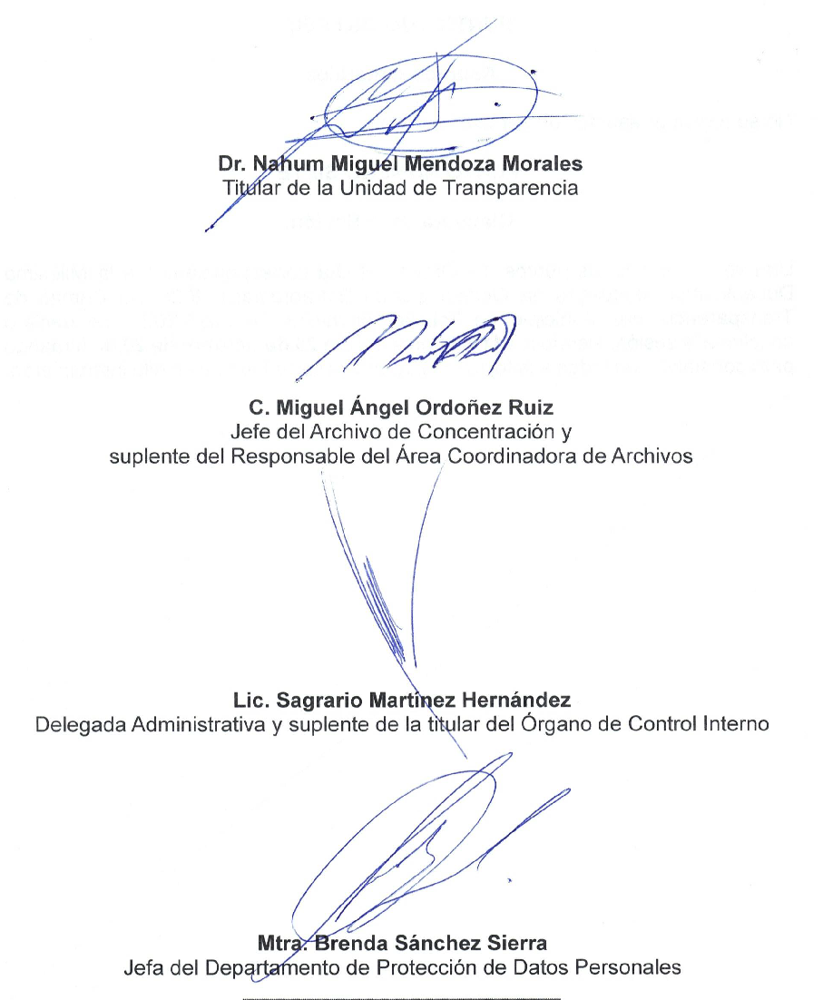 Dr. Nahum Miguel Mendoza Morales
Titular de la Unidad de Transparencia
C. Miguel Ángel Ordoñez Ruiz
Jefe del Archivo de Concentración y
suplente del Responsable del Área Coordinadora de Archivos
Lic. Sagrario Martínez Hernández
Delegada Administrativa y suplente de la titular del Órgano de Control Interno
Mtra. Brenda Sánchez Sierra
Jefa del Departamento de Protección de Datos Personales